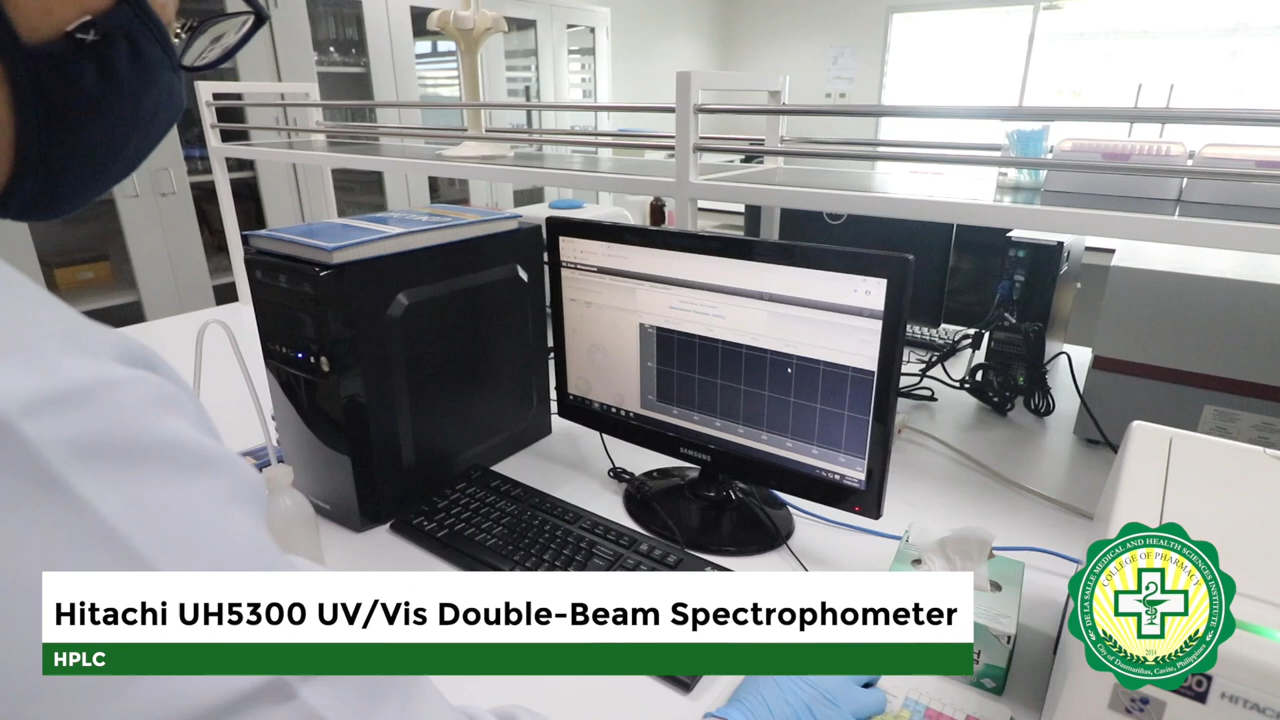 SAMSUNG
Hitachi UH5300 UV/Vis Double-Beam Spectrophometer
HPLC
DE LA SALLE MEDICAL AND HEALTH SCIENCES INSTITUTE
COLLEGE OF PHARMACY
2014
City of Dasmariñas, Cavite, Philippines